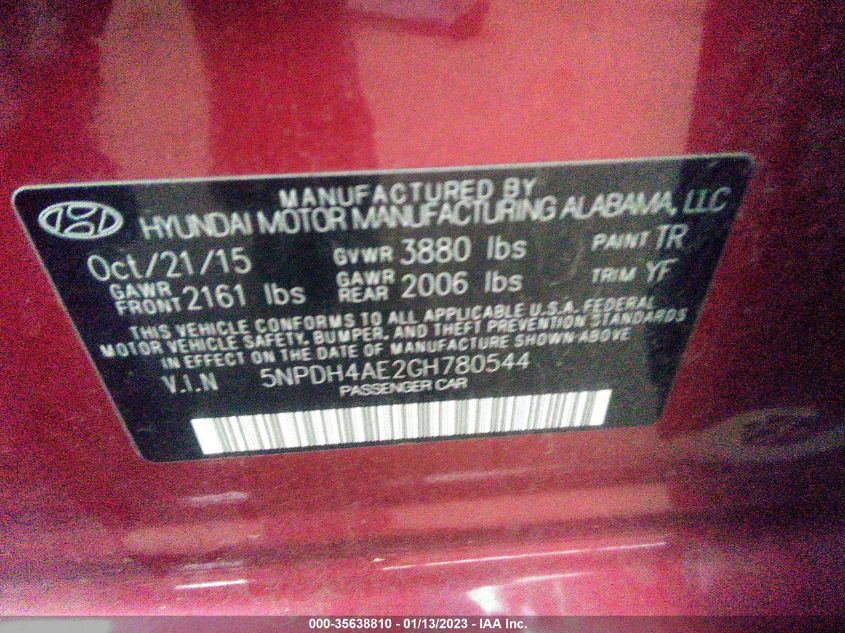 MANUFACTURED BY
HYUNDAI MOTOR MANUFACTURING ALABAMA, LLC
Oct/21/15 GVWR 3880 lbs PAINT TR
GAWR FRONT 2161 lbs GAWR REAR 2006 lbs TRIM YF
THIS VEHICLE CONFORMS TO ALL APPLICABLE U.S.A. FEDERAL
MOTOR VEHICLE SAFETY, BUMPER, AND THEFT PREVENTION STANDARDS
IN EFFECT ON THE DATE OF MANUFACTURE SHOWN ABOVE
V.I.N 5NPDH4AE2GH780544
PASSENGER CAR
000-35638810 - 01/13/2023 - IAA Inc.